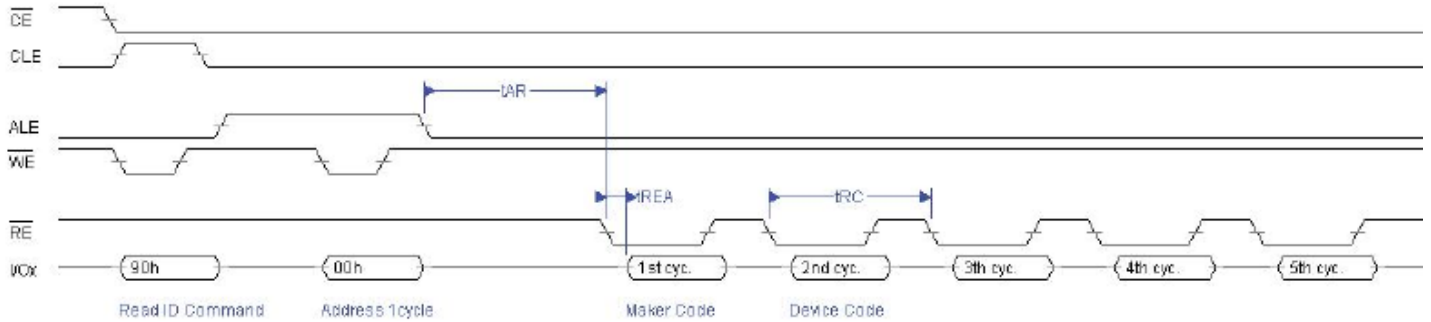 CE
CLE
tAR
ALE
WE
tREA
tRC
RE
I/Ox
90h
00h
1st cyc.
2nd cyc.
3th cyc.
4th cyc.
5th cyc.
Read ID Command
Address 1cycle
Maker Code
Device Code